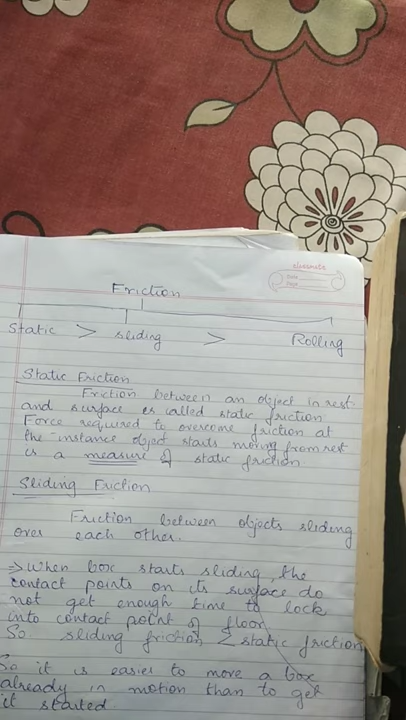 classmate
Date
Page
Friction
Static > sliding > Rolling
Static Friction
Friction between an object in rest
and surface is called static friction.
Force required to overcome friction at
the instance object starts moving from rest
is a measure of static friction.
Sliding Friction
Friction between objects sliding
over each other.
⇒ When box starts sliding, the
contact points on its surface do
not get enough time to lock
into contact point of floor
So sliding friction < static friction
So it is easier to move a box
already in motion than to get
it started